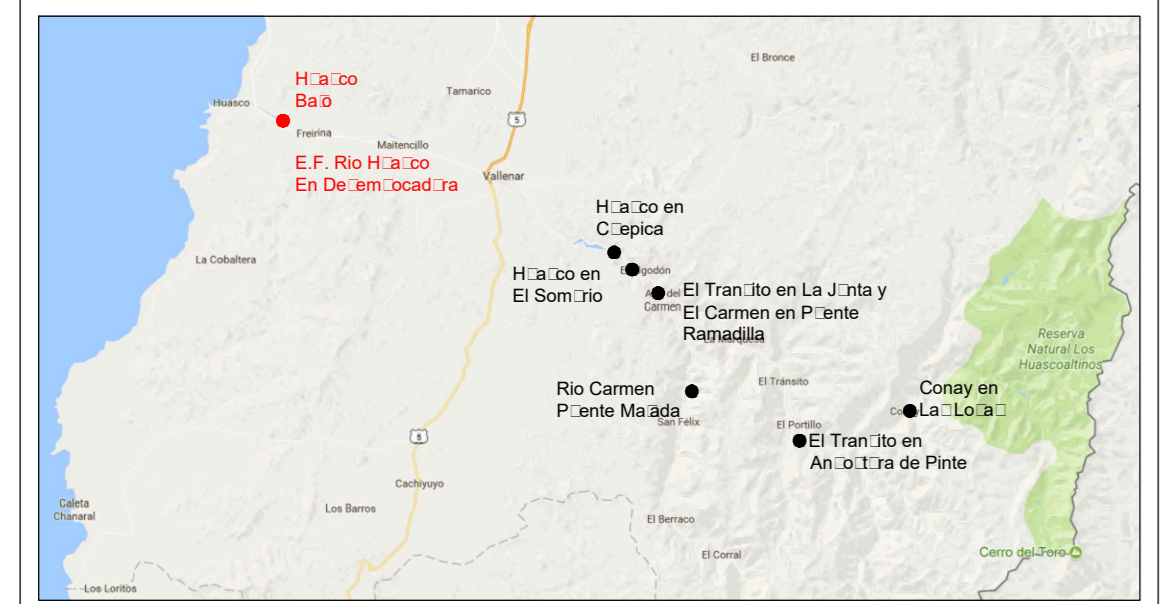 El Bronce
H□a□co
Ba□o
Tamarico
Huasco
5
Freirina
Maitencillo
E.F. Rio H□a□co
En De□em□ocad□ra
Vallenar
H□a□co en
C□epica
La Cobaltera
H□a□co en
El Som□rio
El Tran□ito en La J□nta y
El Carmen en P□ente
Ramadilla
del
Carmen
La Marquesa
Reserva
Natural Los
Huascoaltinos
El Tránsito
Rio Carmen
P□ente Ma□ada
San Félix
Conay en
La□ Lo□a□
El Portillo
El Tran□ito en
An□o□t□ra de Pinte
5
Cachiyuyo
Caleta
Chanaral
Los Barros
El Berraco
El Corral
Cerro del Toro
Los Loritos